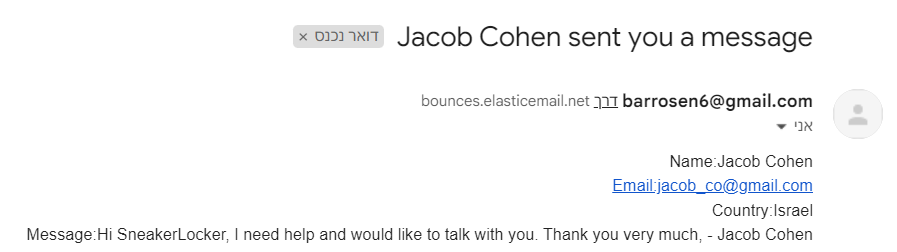 Jacob Cohen sent you a message
דואר נכנס ×
barrosen6@gmail.com דרך bounces.elasticemail.net
אני
Name:Jacob Cohen
Email:jacob_co@gmail.com
Country:Israel
Message:Hi SneakerLocker, I need help and would like to talk with you. Thank you very much, - Jacob Cohen